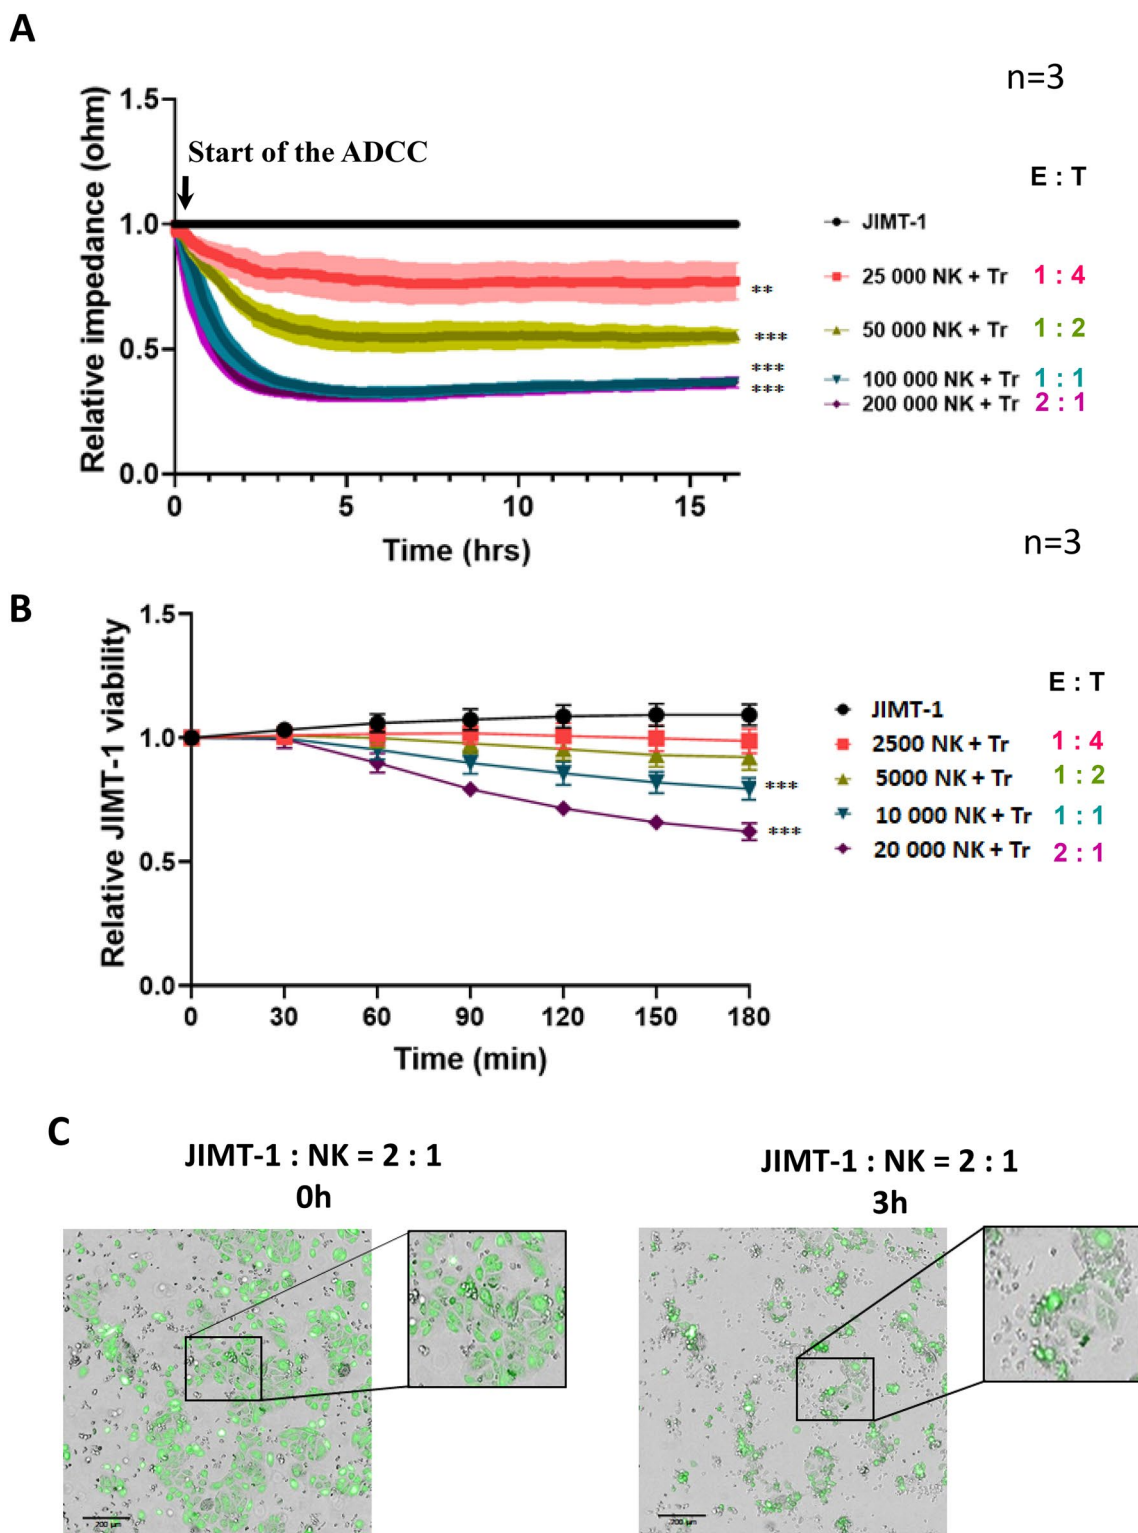 A
n=3
1.5
Start of the ADCC
E : T
1.0
JIMT-1
25 000 NK + Tr 1 : 4
**
50 000 NK + Tr 1 : 2
***
0.5
***
100 000 NK + Tr 1 : 1
***
200 000 NK + Tr 2 : 1
0.0
Relative impedance (ohm)
0 5 10 15
Time (hrs)
n=3
B
1.5
E : T
JIMT-1
1.0
2500 NK + Tr 1 : 4
5000 NK + Tr 1 : 2
***
10 000 NK + Tr 1 : 1
***
20 000 NK + Tr 2 : 1
0.5
0.0
Relative JIMT-1 viability
0 30 60 90 120 150 180
Time (min)
C
JIMT-1 : NK = 2 : 1
0h
JIMT-1 : NK = 2 : 1
3h
200 µm
200 µm